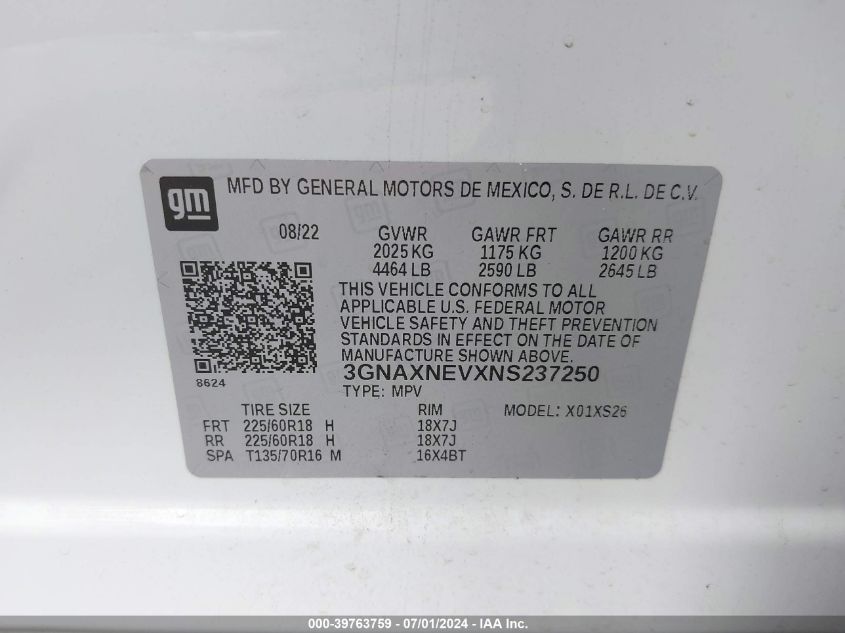 gm
MFD BY GENERAL MOTORS DE MEXICO, S. DE R.L. DE C.V.
08/22 GVWR GAWR FRT GAWR RR
2025 KG 1175 KG 1200 KG
4464 LB 2590 LB 2645 LB
THIS VEHICLE CONFORMS TO ALL
APPLICABLE U.S. FEDERAL MOTOR
VEHICLE SAFETY AND THEFT PREVENTION
STANDARDS IN EFFECT ON THE DATE OF
MANUFACTURE SHOWN ABOVE.
8624 3GNAXNEVXNS237250
TYPE: MPV
TIRE SIZE RIM MODEL: X01XS26
FRT 225/60R18 H 18X7J
RR 225/60R18 H 18X7J
SPA T135/70R16 M 16X4BT
000-39763759 - 07/01/2024 - IAA Inc.